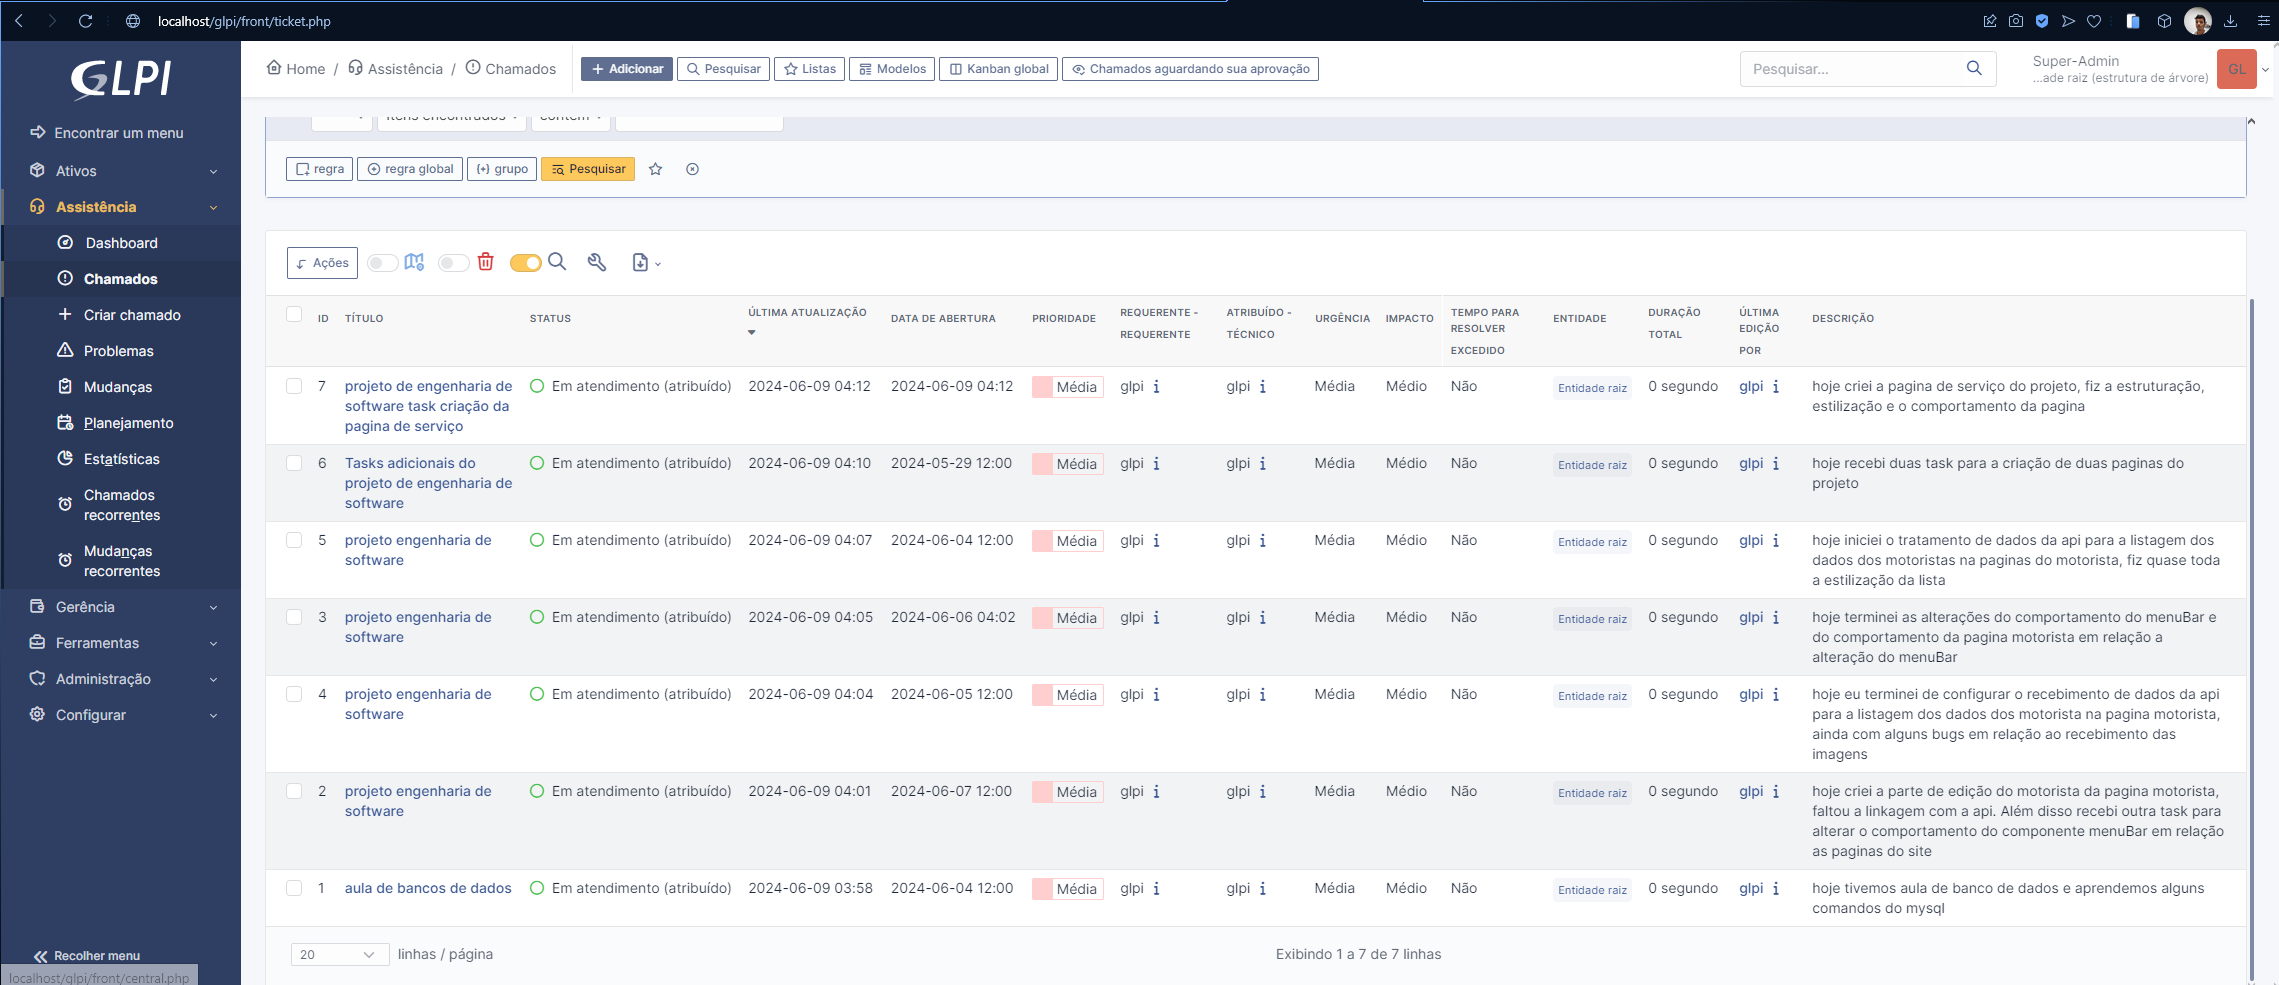 localhost/glpi/front/ticket.php
GLPI
Home / Assistência / Chamados
Adicionar
Pesquisar
Listas
Modelos
Kanban global
Chamados aguardando sua aprovação
Pesquisar...
Super-Admin
...ade raiz (estrutura de árvore)
GL
Encontrar um menu
Ativos
Assistência
Dashboard
Chamados
Criar chamado
Problemas
Mudanças
Planejamento
Estatísticas
Chamados
recorrentes
Mudanças
recorrentes
Gerência
Ferramentas
Administração
Configurar
Recolher menu
localhost/glpi/front/central.php
itens encontrados
contém
regra
regra global
grupo
Pesquisar
Ações
ID
TÍTULO
STATUS
ÚLTIMA ATUALIZAÇÃO
DATA DE ABERTURA
PRIORIDADE
REQUERENTE -
REQUERENTE
ATRIBUÍDO -
TÉCNICO
URGÊNCIA
IMPACTO
TEMPO PARA
RESOLVER
EXCEDIDO
ENTIDADE
DURAÇÃO
TOTAL
ÚLTIMA
EDIÇÃO
POR
DESCRIÇÃO
7
projeto de engenharia de
software task criação da
pagina de serviço
Em atendimento (atribuído)
2024-06-09 04:12
2024-06-09 04:12
Média
glpi
glpi
Média
Médio
Não
Entidade raiz
0 segundo
glpi
hoje criei a pagina de serviço do projeto, fiz a estruturação,
estilização e o comportamento da pagina
6
Tasks adicionais do
projeto de engenharia de
software
Em atendimento (atribuído)
2024-06-09 04:10
2024-05-29 12:00
Média
glpi
glpi
Média
Médio
Não
Entidade raiz
0 segundo
glpi
hoje recebi duas task para a criação de duas paginas do
projeto
5
projeto engenharia de
software
Em atendimento (atribuído)
2024-06-09 04:07
2024-06-04 12:00
Média
glpi
glpi
Média
Médio
Não
Entidade raiz
0 segundo
glpi
hoje iniciei o tratamento de dados da api para a listagem dos
dados dos motoristas na paginas do motorista, fiz quase toda
a estilização da lista
3
projeto engenharia de
software
Em atendimento (atribuído)
2024-06-09 04:05
2024-06-06 04:02
Média
glpi
glpi
Média
Médio
Não
Entidade raiz
0 segundo
glpi
hoje terminei as alterações do comportamento do menuBar e
do comportamento da pagina motorista em relação a
alteração do menuBar
4
projeto engenharia de
software
Em atendimento (atribuído)
2024-06-09 04:04
2024-06-05 12:00
Média
glpi
glpi
Média
Médio
Não
Entidade raiz
0 segundo
glpi
hoje eu terminei de configurar o recebimento de dados da api
para a listagem dos dados dos motorista na pagina motorista,
ainda com alguns bugs em relação ao recebimento das
imagens
2
projeto engenharia de
software
Em atendimento (atribuído)
2024-06-09 04:01
2024-06-07 12:00
Média
glpi
glpi
Média
Médio
Não
Entidade raiz
0 segundo
glpi
hoje criei a parte de edição do motorista da pagina motorista,
faltou a linkagem com a api. Além disso recebi outra task para
alterar o comportamento do componente menuBar em relação
as paginas do site
1
aula de bancos de dados
Em atendimento (atribuído)
2024-06-09 03:58
2024-06-04 12:00
Média
glpi
glpi
Média
Médio
Não
Entidade raiz
0 segundo
glpi
hoje tivemos aula de banco de dados e aprendemos alguns
comandos do mysql
20
linhas / página
Exibindo 1 a 7 de 7 linhas